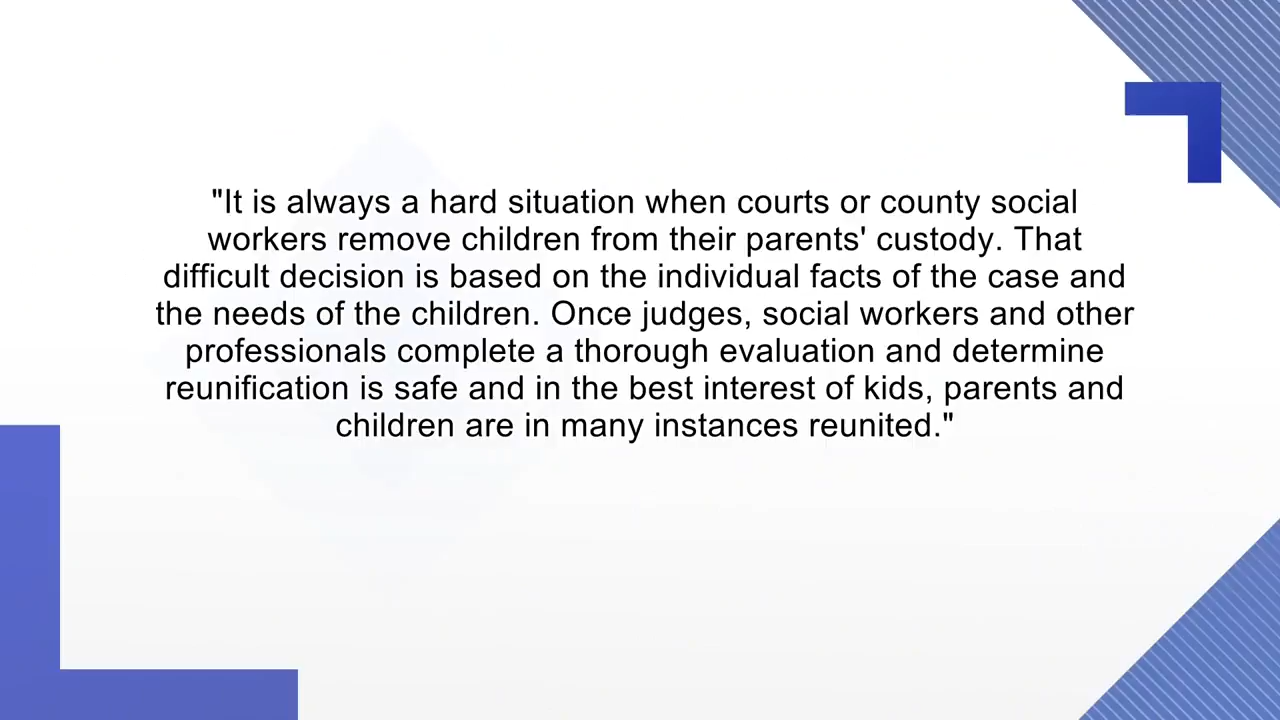 "It is always a hard situation when courts or county social
workers remove children from their parents' custody. That
difficult decision is based on the individual facts of the case and
the needs of the children. Once judges, social workers and other
professionals complete a thorough evaluation and determine
reunification is safe and in the best interest of kids, parents and
children are in many instances reunited."